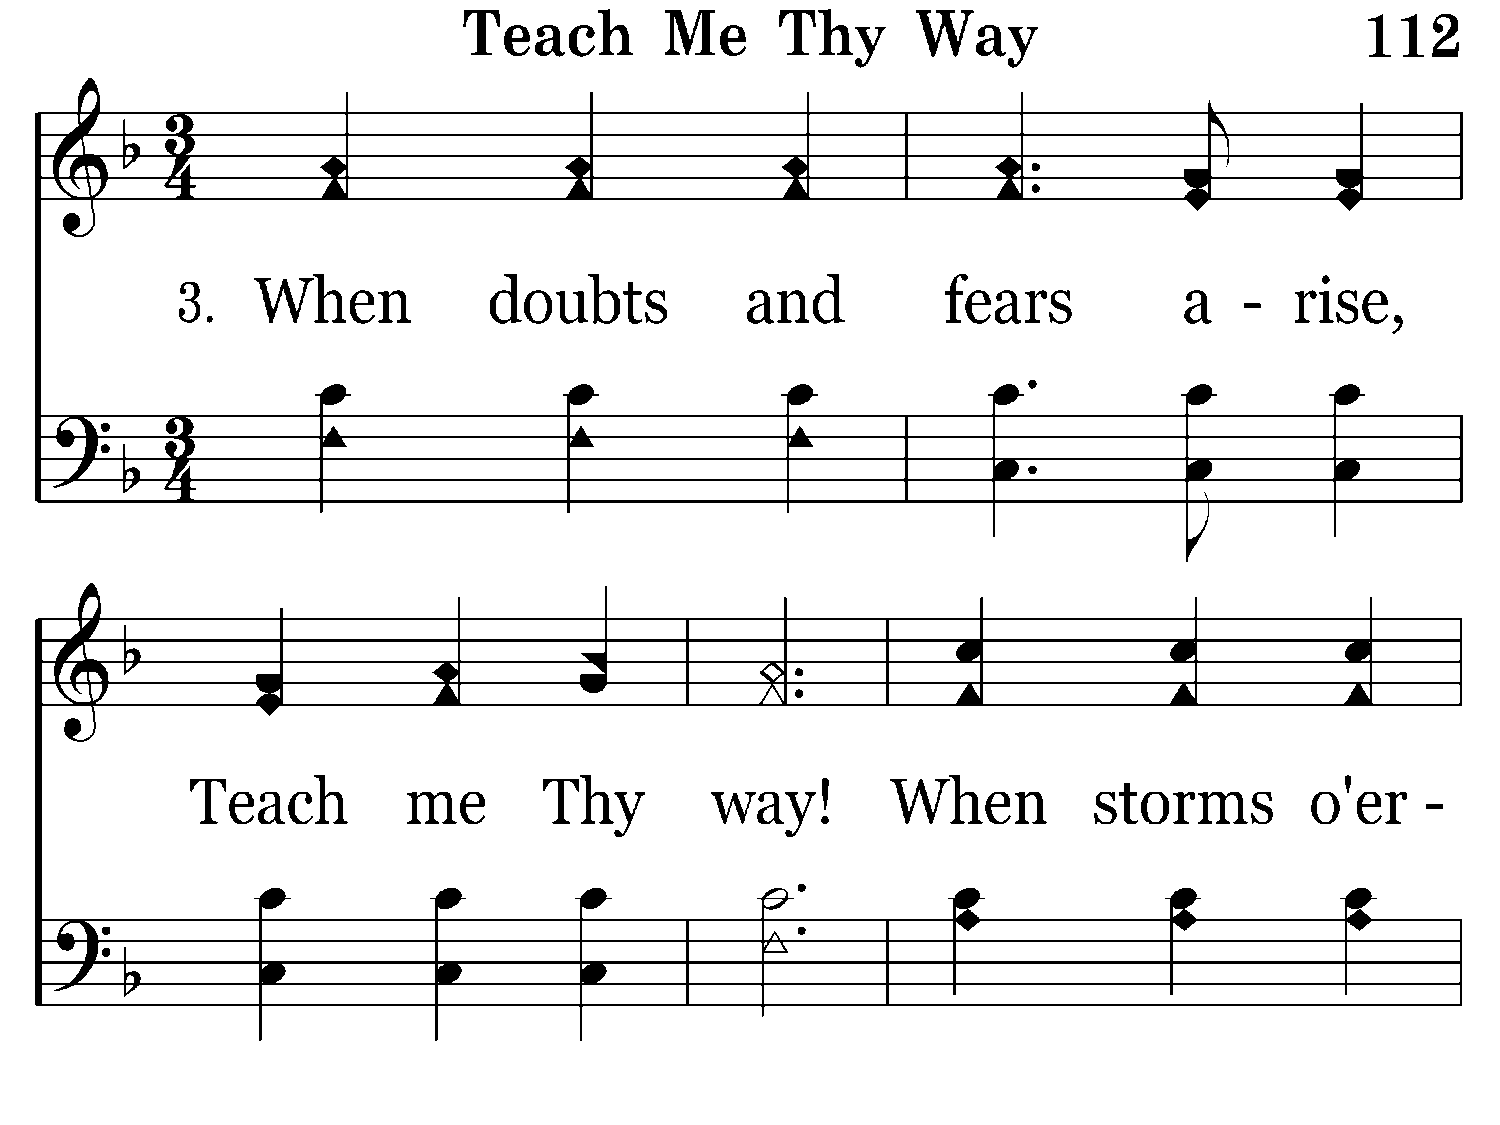 Teach Me Thy Way 112
3. When doubts and fears a - rise,
Teach me Thy way! When storms o'er -